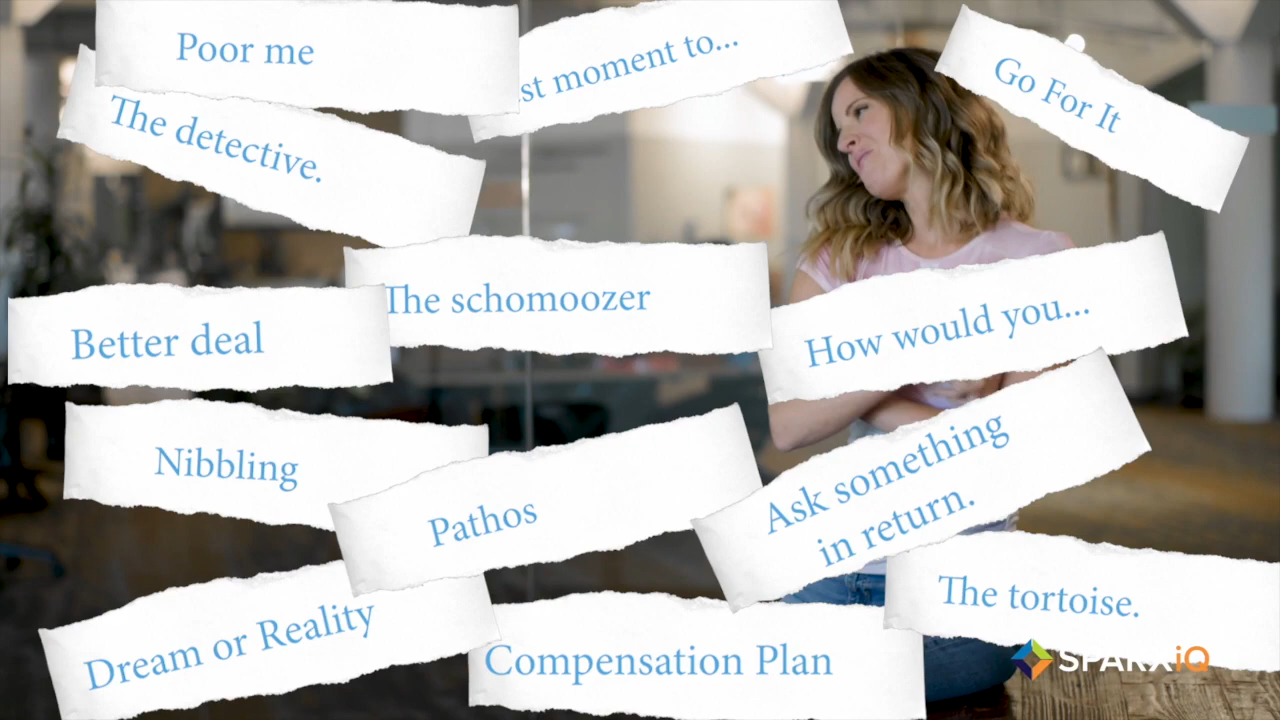 Poor me
st moment to...
Go For It
The detective.
The schomoozer
Better deal
How would you...
Nibbling
Pathos
Ask something
in return.
Dream or Reality
Compensation Plan
The tortoise.
SPARXiQ